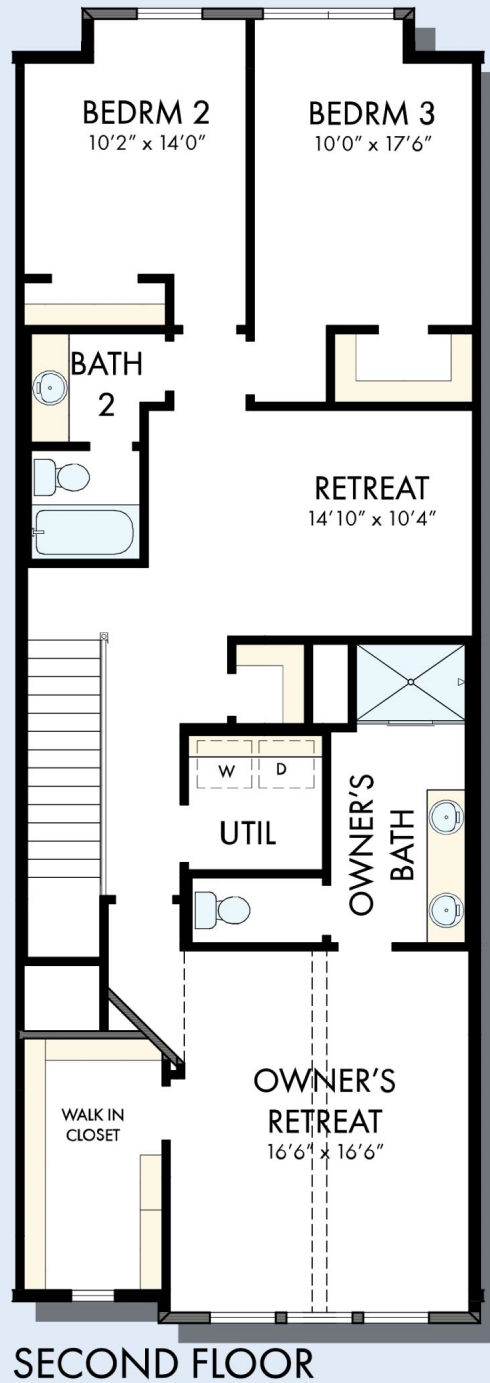 BEDRM 2
10'2" x 14'0"
BEDRM 3
10'0" x 17'6"
BATH
2
RETREAT
14'10" x 10'4"
W
D
UTIL
OWNER'S
BATH
OWNER'S
RETREAT
16'6" x 16'6"
WALK IN
CLOSET
SECOND FLOOR